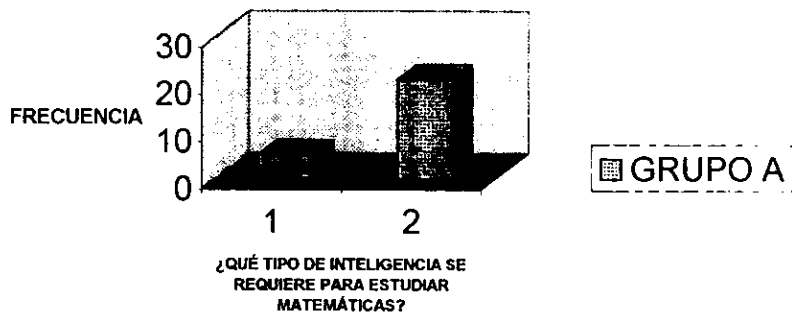 30
20
FRECUENCIA
10
0
1 2
GRUPO A
¿QUÉ TIPO DE INTELIGENCIA SE
REQUIERE PARA ESTUDIAR
MATEMÁTICAS?